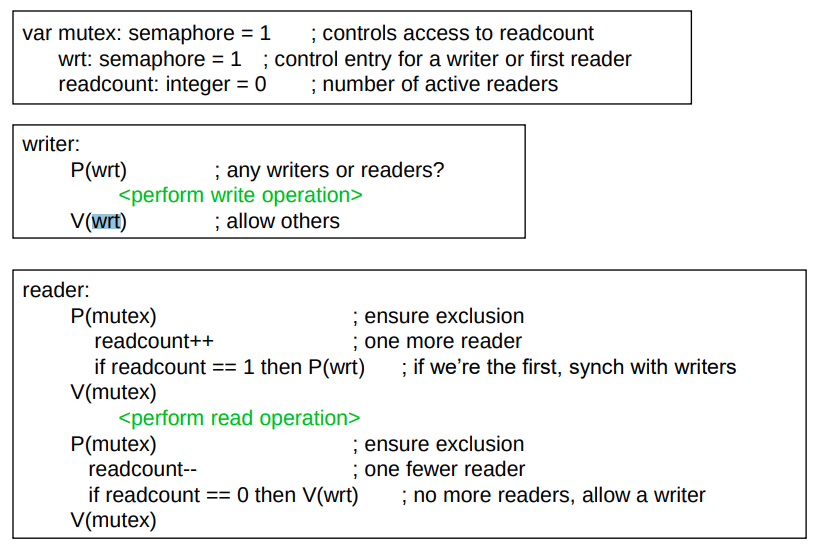 var mutex: semaphore = 1 ; controls access to readcount
wrt: semaphore = 1 ; control entry for a writer or first reader
readcount: integer = 0 ; number of active readers
writer:
P(wrt) ; any writers or readers?
<perform write operation>
V(wrt) ; allow others
reader:
P(mutex) ; ensure exclusion
readcount++ ; one more reader
if readcount == 1 then P(wrt) ; if we’re the first, synch with writers
V(mutex)
<perform read operation>
P(mutex) ; ensure exclusion
readcount-- ; one fewer reader
if readcount == 0 then V(wrt) ; no more readers, allow a writer
V(mutex)